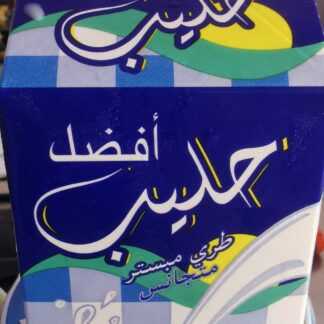 حليب
أفضل
حليب
طري مبستر
متجانس